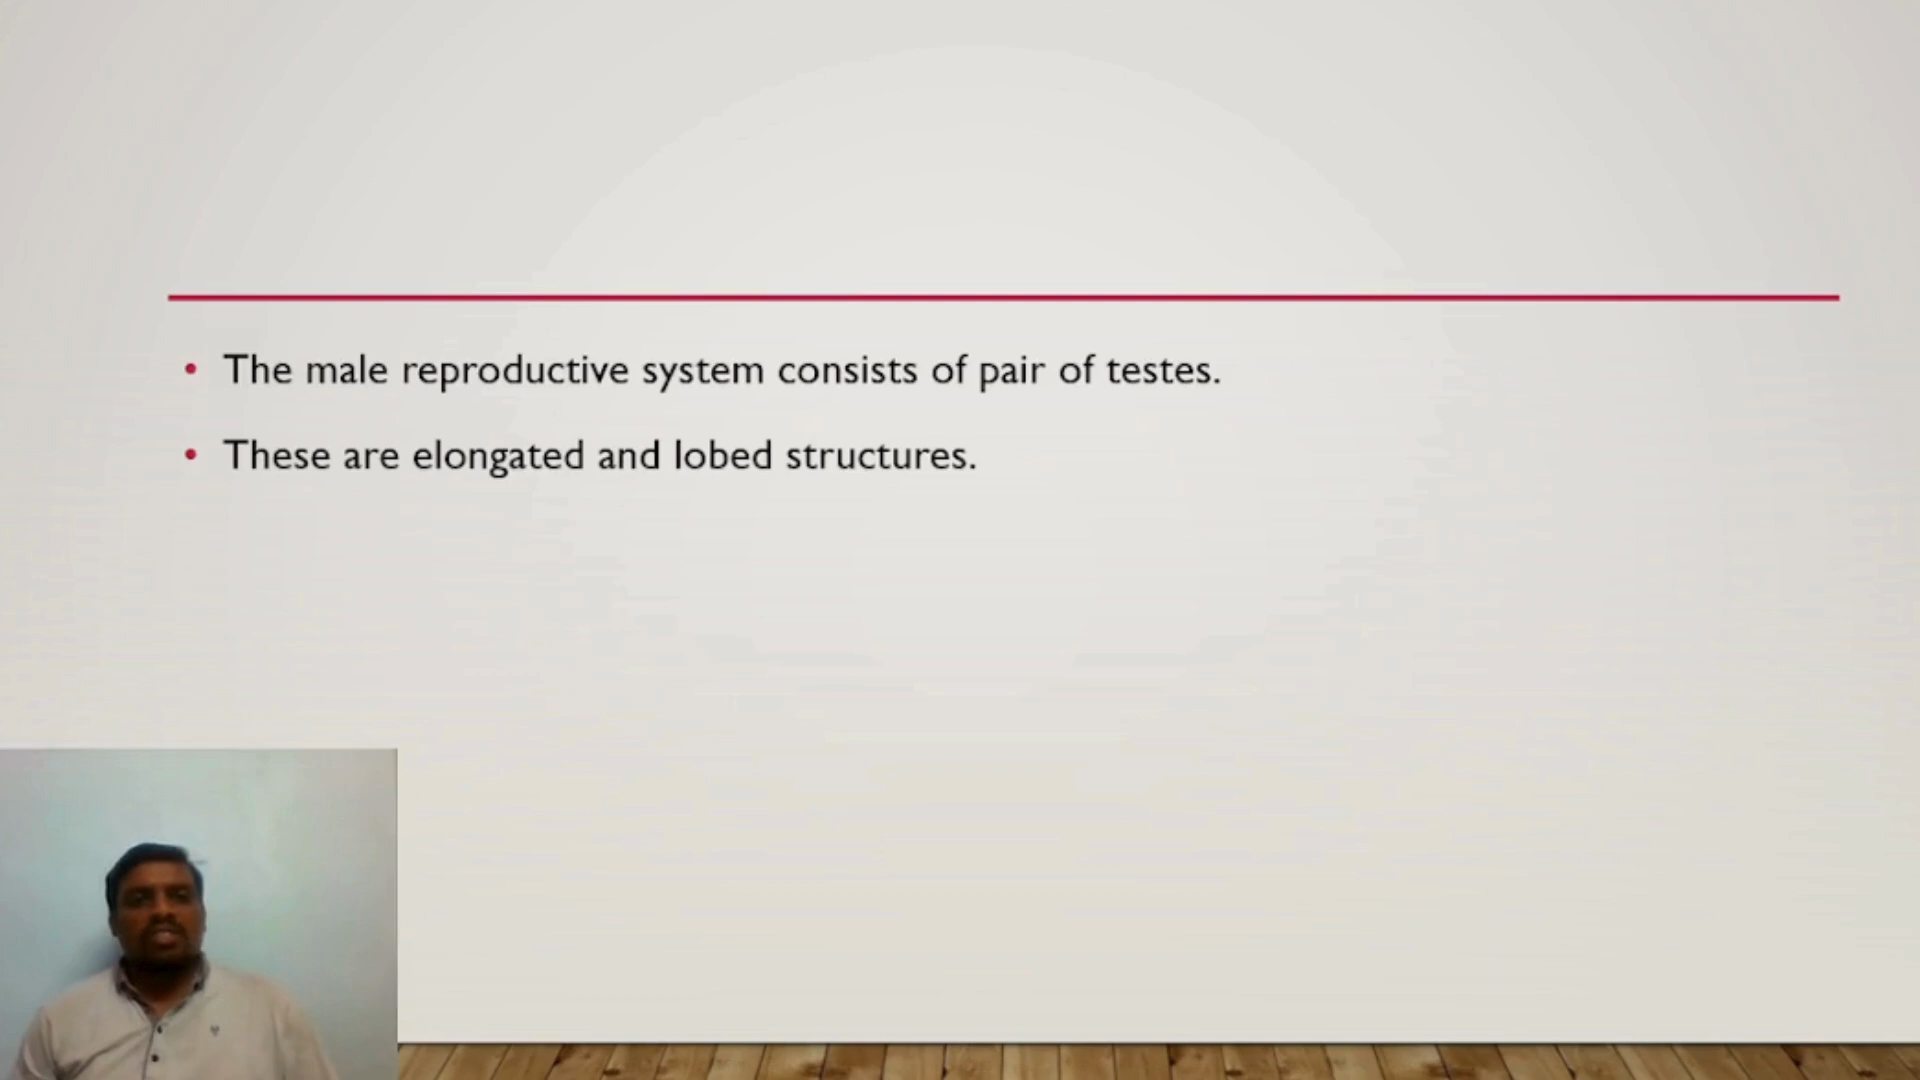 The male reproductive system consists of pair of testes.
These are elongated and lobed structures.